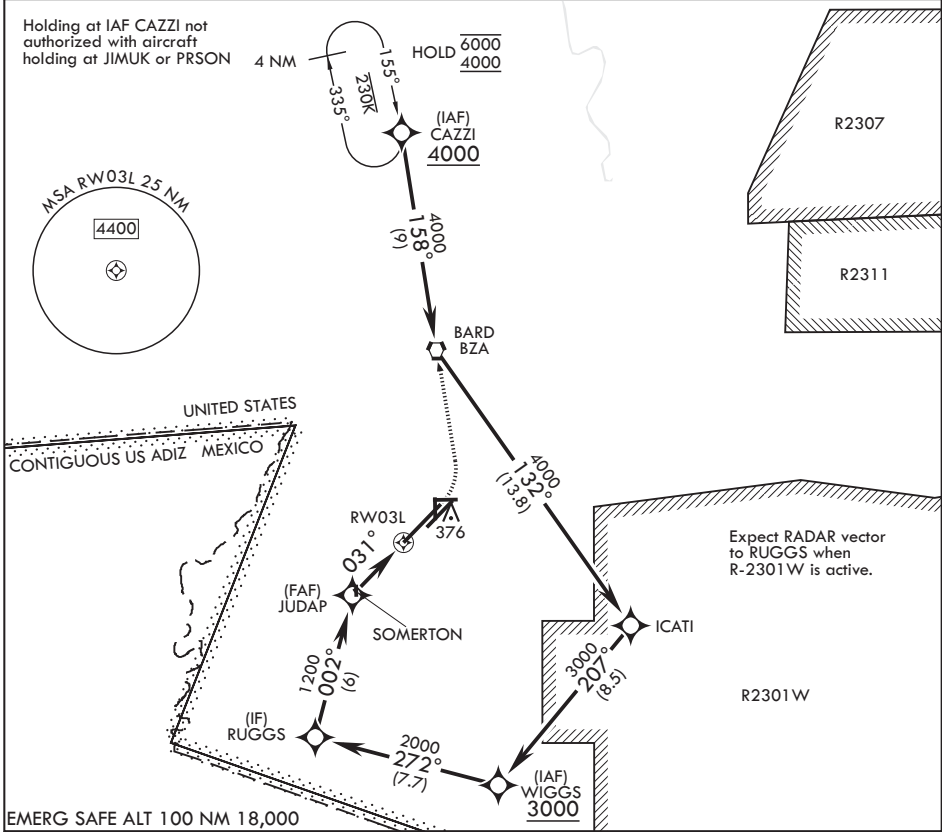 Holding at IAF CAZZI not
authorized with aircraft
holding at JIMUK or PRSON
4 NM
335°
155°
230K
HOLD 6000
4000
(IAF)
CAZZI
4000
R2307
MSA RW03L 25 NM
4400
4000
158°
(9)
R2311
BARD
BZA
UNITED STATES
CONTIGUOUS US ADIZ MEXICO
4000
132°
(13.8)
RW03L
376
031°
Expect RADAR vector
to RUGGS when
R-2301W is active.
(FAF)
JUDAP
SOMERTON
ICATI
1200
002°
(6)
3000
207°
(8.5)
R2301W
(IF)
RUGGS
2000
272°
(7.7)
(IAF)
WIGGS
3000
EMERG SAFE ALT 100 NM 18,000